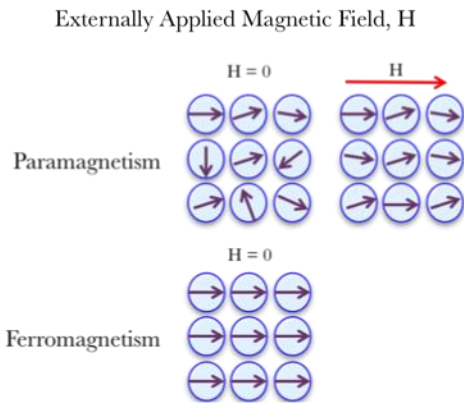 Externally Applied Magnetic Field, H
H = 0
H
Paramagnetism
H = 0
Ferromagnetism